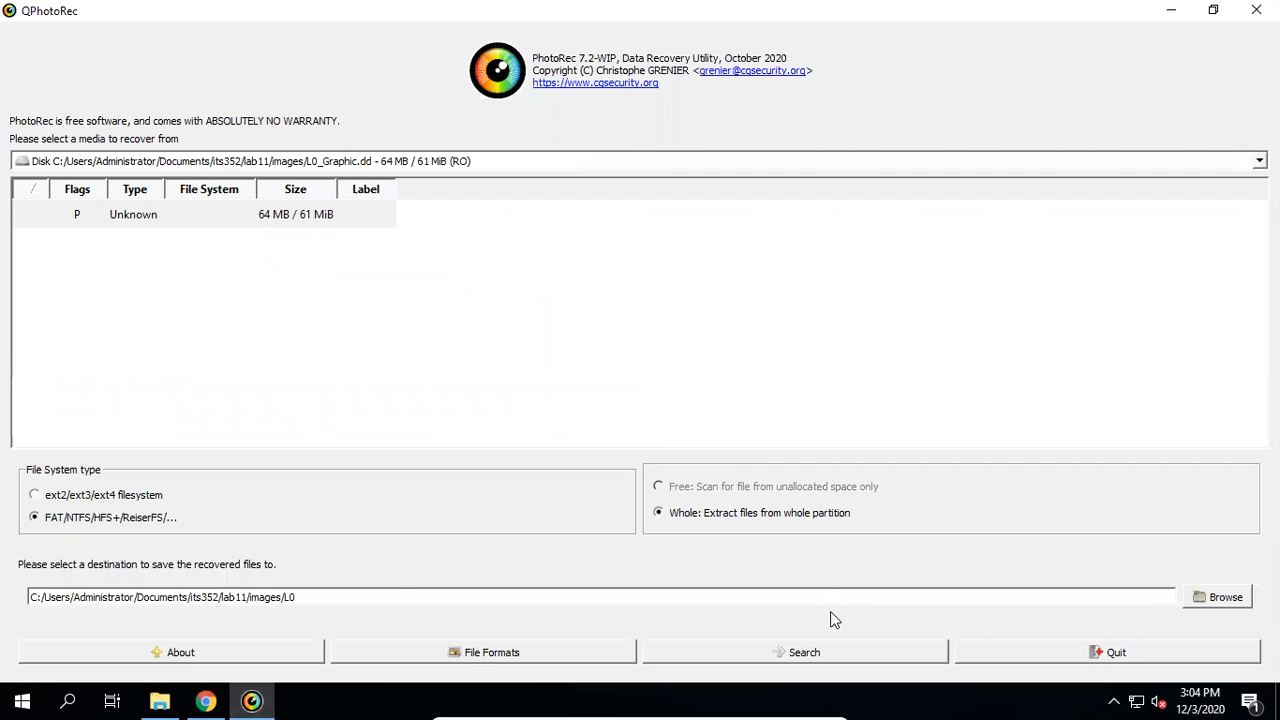 QPhotoRec
PhotoRec 7.2-WIP, Data Recovery Utility, October 2020
Copyright (C) Christophe GRENIER <grenier@cgsecurity.org>
https://www.cgsecurity.org
PhotoRec is free software, and comes with ABSOLUTELY NO WARRANTY.
Please select a media to recover from
Disk C:/Users/Administrator/Documents/its352/lab11/images/L0_Graphic.dd - 64 MB / 61 MiB (RO)
/ Flags Type File System Size Label
P Unknown 64 MB / 61 MiB
File System type
ext2/ext3/ext4 filesystem
FAT/NTFS/HFS+/ReiserFS/...
Free: Scan for file from unallocated space only
Whole: Extract files from whole partition
Please select a destination to save the recovered files to.
C:/Users/Administrator/Documents/its352/lab11/images/L0
Browse
About File Formats Search Quit
3:04 PM
12/3/2020
1